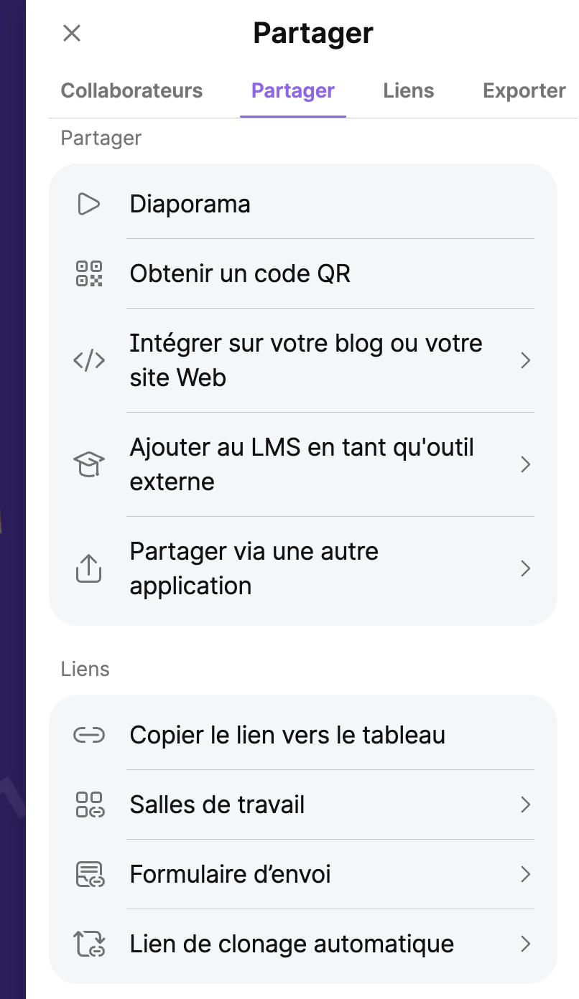 Partager
Collaborateurs
Partager
Liens
Exporter
Partager
Diaporama
Obtenir un code QR
Intégrer sur votre blog ou votre
site Web
Ajouter au LMS en tant qu'outil
externe
Partager via une autre
application
Liens
Copier le lien vers le tableau
Salles de travail
Formulaire d’envoi
Lien de clonage automatique